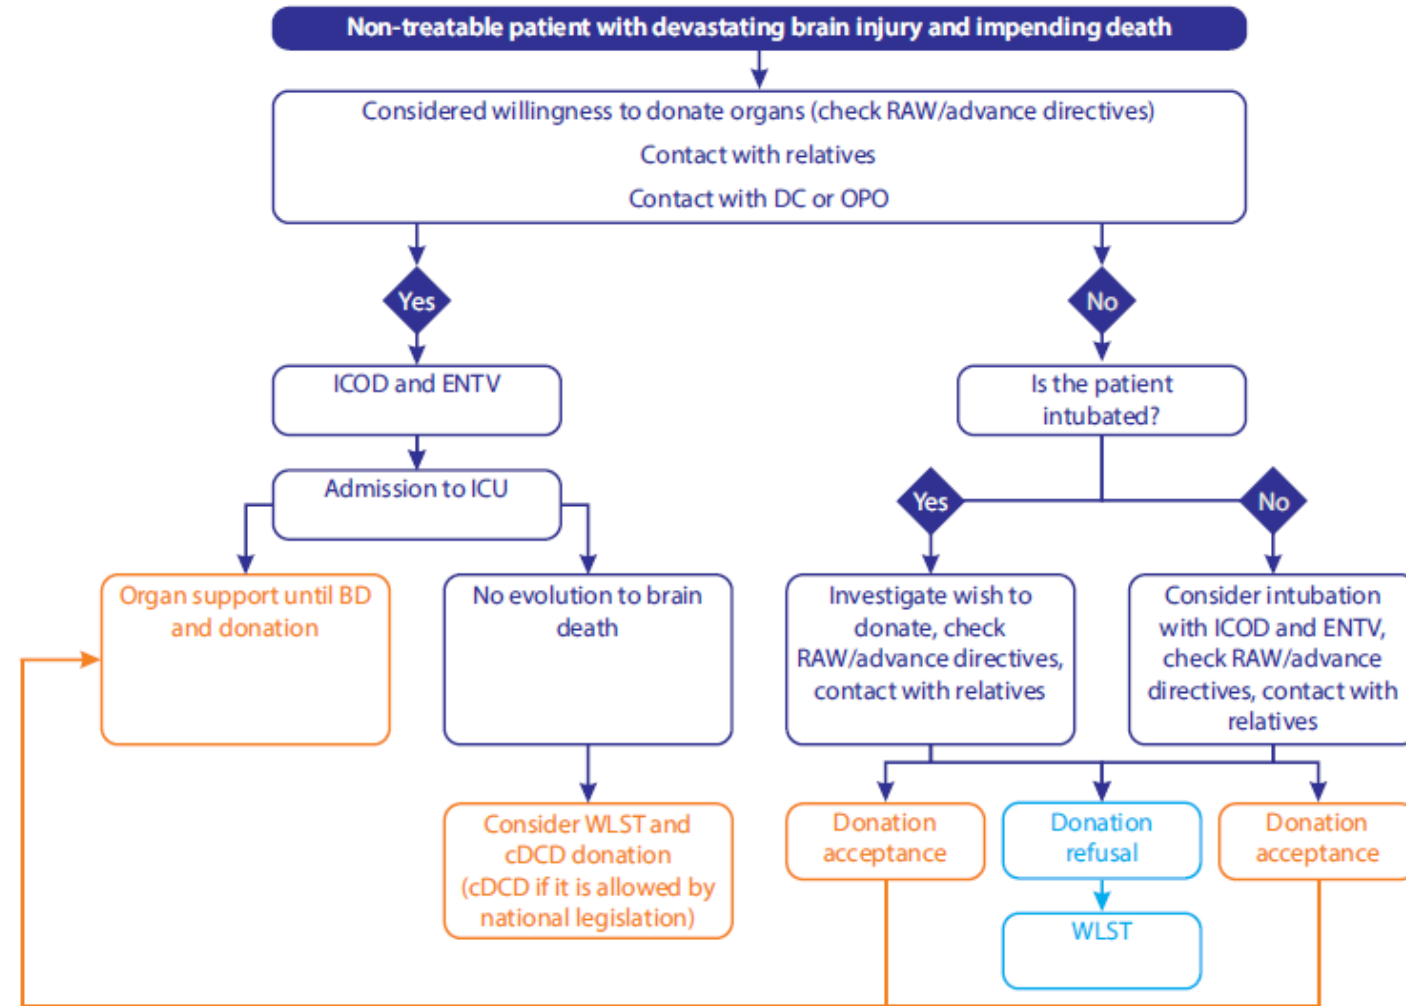 Non-treatable patient with devastating brain injury and impending death
Considered willingness to donate organs (check RAW/advance directives)
Contact with relatives
Contact with DC or OPO
Yes
No
ICOD and ENTV
Is the patient
intubated?
Admission to ICU
Yes
No
Organ support until BD
and donation
No evolution to brain
death
Investigate wish to
donate, check
RAW/advance directives,
contact with relatives
Consider intubation
with ICOD and ENTV,
check RAW/advance
directives, contact with
relatives
Consider WLST and
cDCD donation
(cDCD if it is allowed by
national legislation)
Donation
acceptance
Donation
refusal
Donation
acceptance
WLST